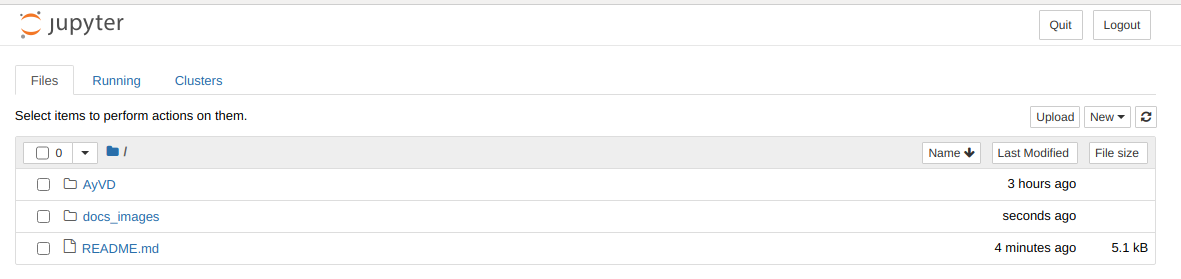 jupyter Quit Logout
Files Running Clusters
Select items to perform actions on them. Upload New
0 / Name Last Modified File size
AyVD 3 hours ago
docs_images seconds ago
README.md 4 minutes ago 5.1 kB